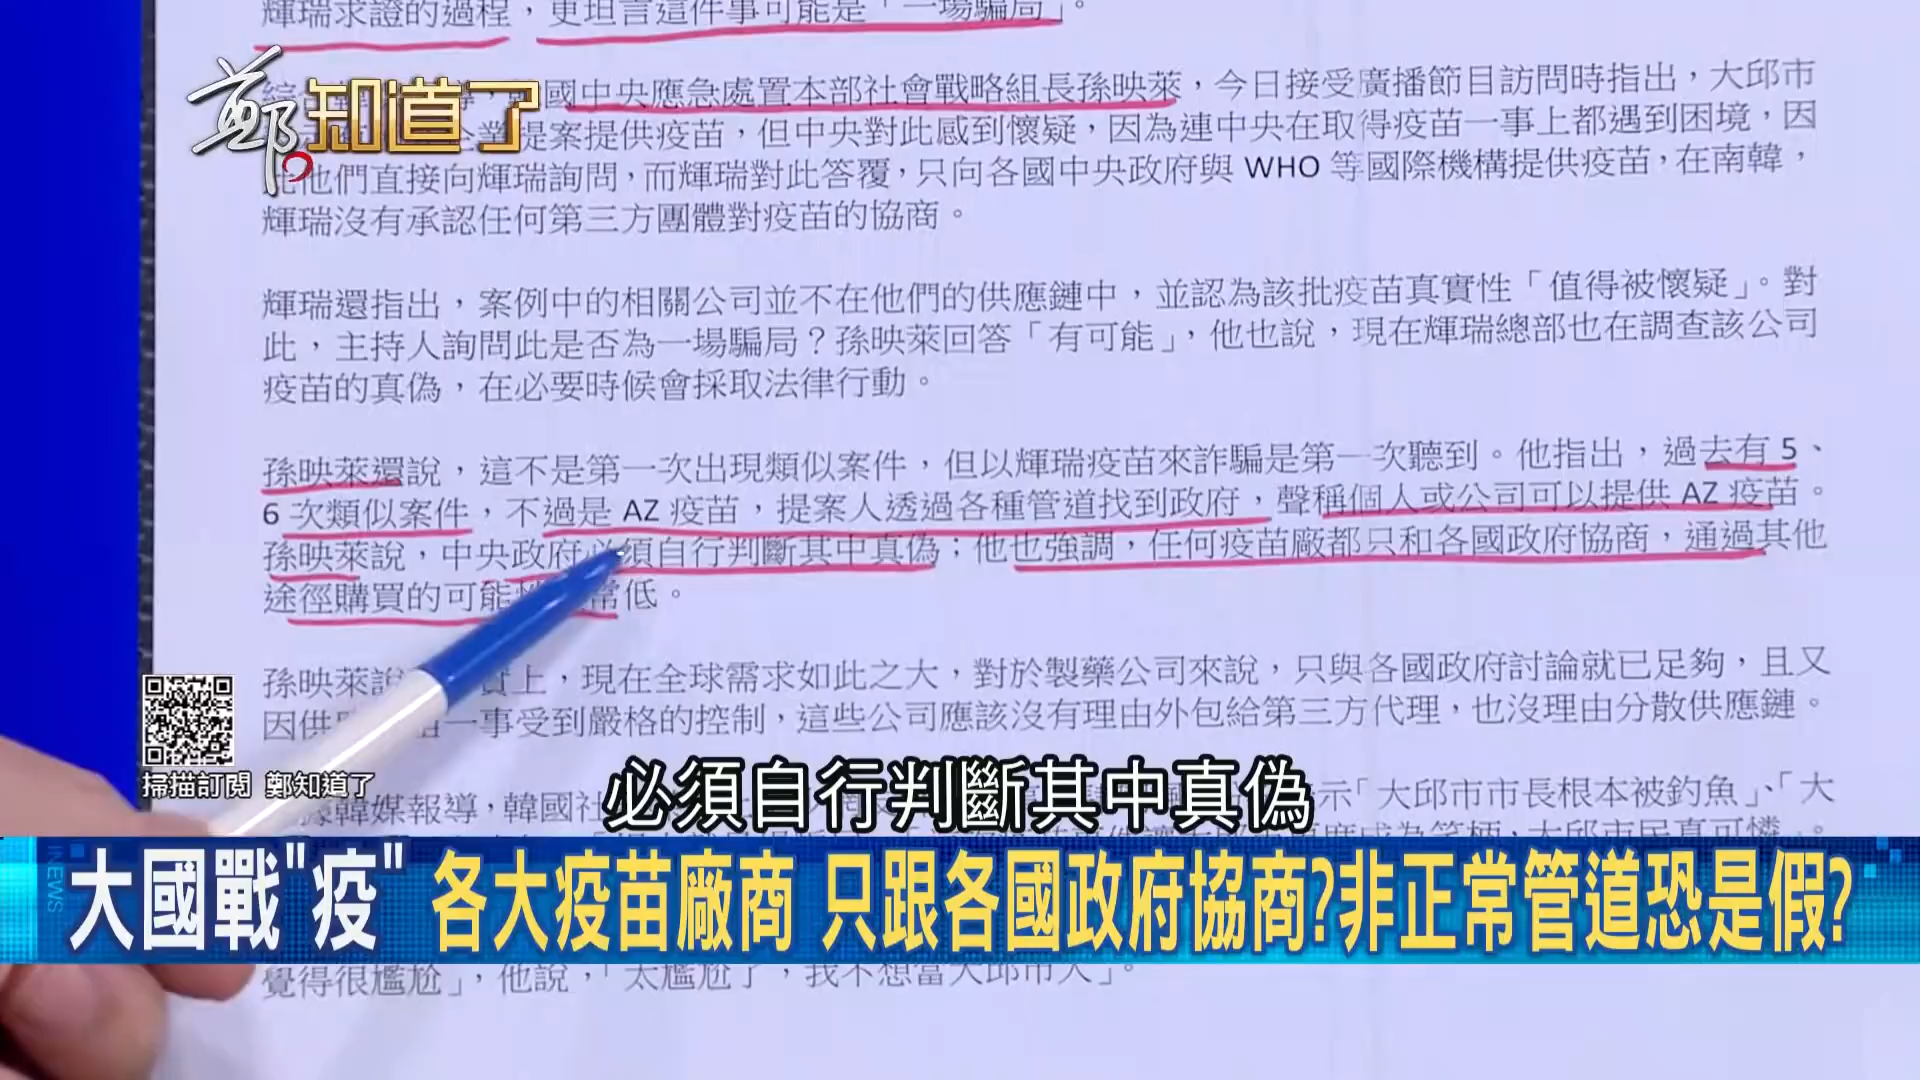 輝瑞求證的過程，更坦言這件事可能是「一場騙局」。
鄭知道了
國中央應急處置本部社會戰略組長孫映萊，今日接受廣播節目訪問時指出，大邱市
企業提案提供疫苗，但中央對此感到懷疑，因為連中央在取得疫苗一事上都遇到困境，因
此他們直接向輝瑞詢問，而輝瑞對此答覆，只向各國中央政府與 WHO 等國際機構提供疫苗，在南韓，
輝瑞沒有承認任何第三方團體對疫苗的協商。
輝瑞還指出，案例中的相關公司並不在他們的供應鏈中，並認為該批疫苗真實性「值得被懷疑」。對
此，主持人詢問此是否為一場騙局？孫映萊回答「有可能」，他也說，現在輝瑞總部也在調查該公司
疫苗的真偽，在必要時候會採取法律行動。
孫映萊還說，這不是第一次出現類似案件，但以輝瑞疫苗來詐騙是第一次聽到。他指出，過去有 5、
6 次類似案件，不過是 AZ 疫苗，提案人透過各種管道找到政府，聲稱個人或公司可以提供 AZ 疫苗。
孫映萊說，中央政府必須自行判斷其中真偽；他也強調，任何疫苗廠都只和各國政府協商，通過其他
途徑購買的可能 常低。
孫映萊說 實上，現在全球需求如此之大，對於製藥公司來說，只與各國政府討論就已足夠，且又
因供 一事受到嚴格的控制，這些公司應該沒有理由外包給第三方代理，也沒理由分散供應鏈。
掃描訂閱 鄭知道了
必須自行判斷其中真偽
據韓媒報導，韓國社 示「大邱市市長根本被釣魚」、「大
NEWS
大國戰"疫" 各大疫苗廠商 只跟各國政府協商?非正常管道恐是假?
覺得很尷尬」，他說，「太尷尬了，我不想當大邱市人」。